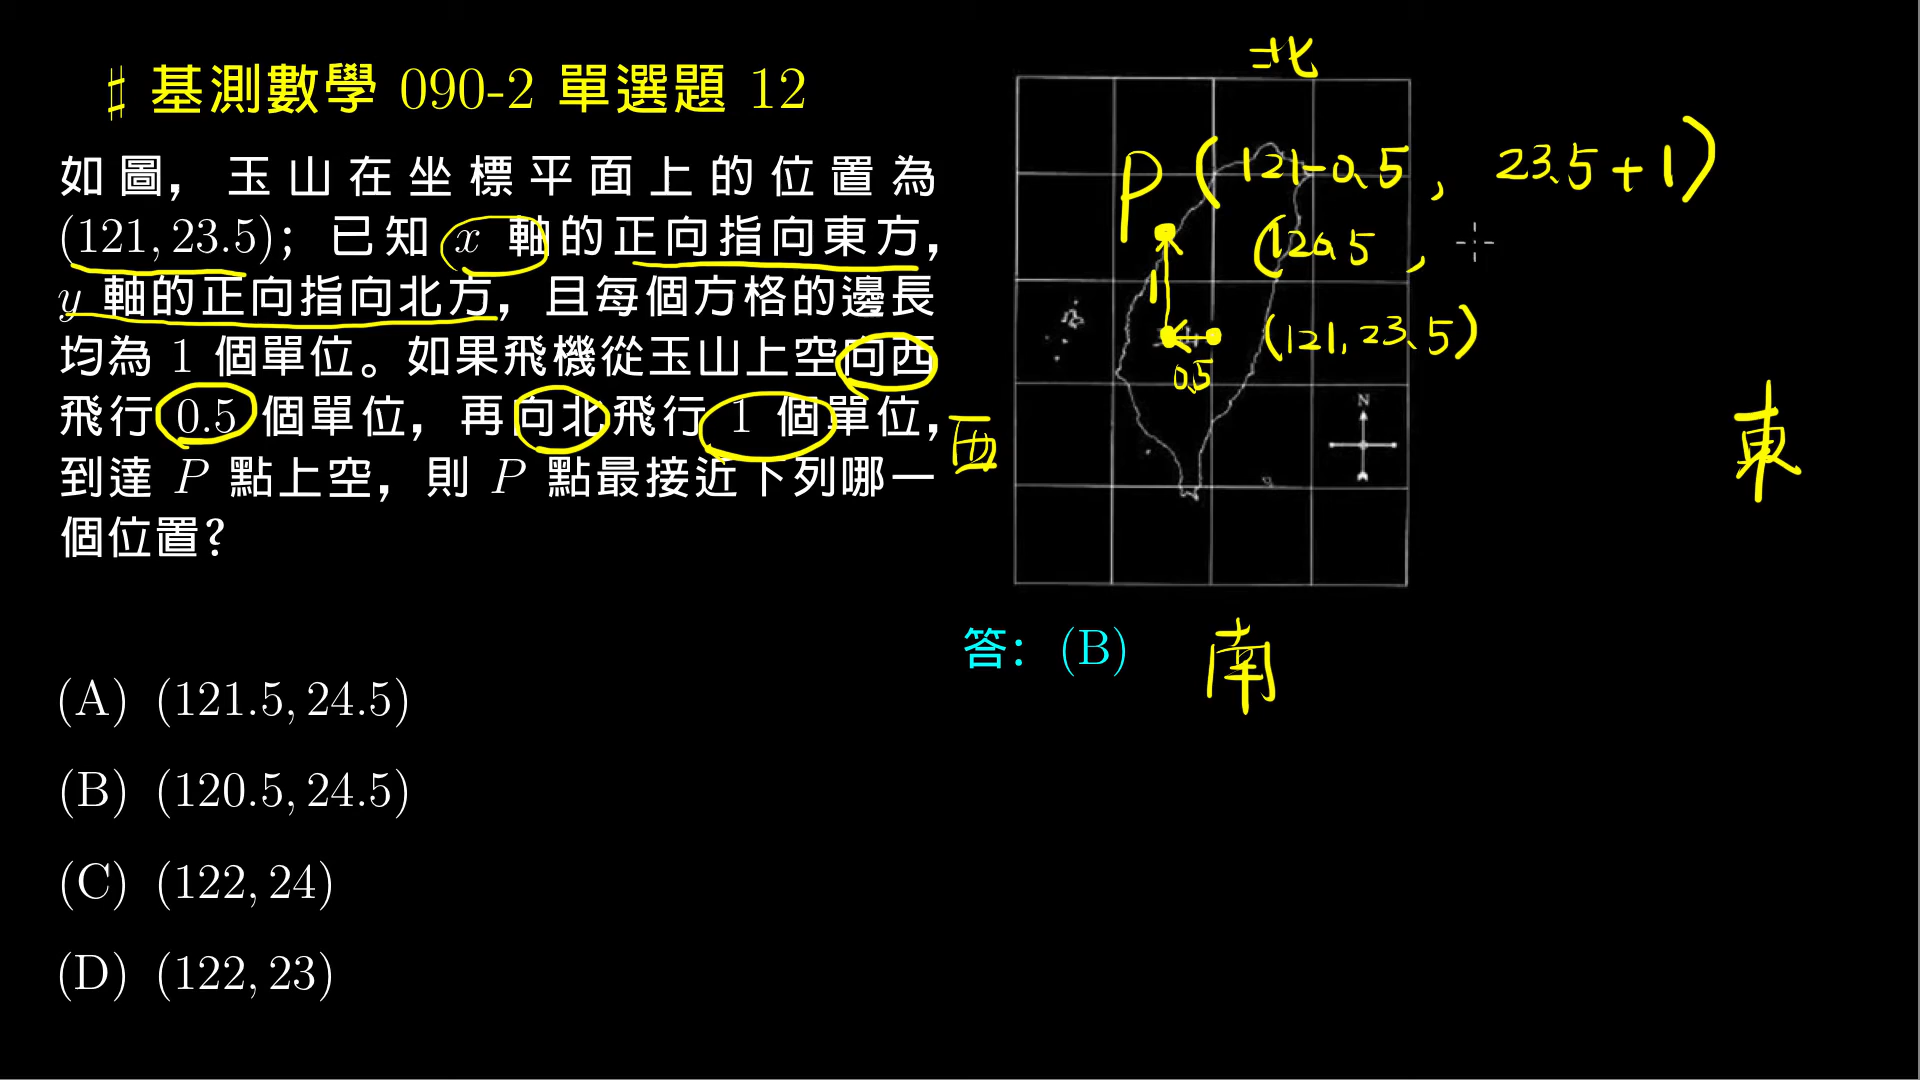 ♯ 基測數學 090-2 單選題 12
如圖，玉山在坐標平面上的位置為
(121, 23.5)；已知 x 軸的正向指向東方，
y 軸的正向指向北方，且每個方格的邊長
均為 1 個單位。如果飛機從玉山上空向西
飛行 0.5 個單位，再向北飛行 1 個單位，
到達 P 點上空，則 P 點最接近下列哪一
個位置？
(A) (121.5, 24.5)
(B) (120.5, 24.5)
(C) (122, 24)
(D) (122, 23)
北
P (121-0.5, 23.5+1)
(120.5,
1
(121, 23.5)
0.5
N
西
東
答：(B)
南